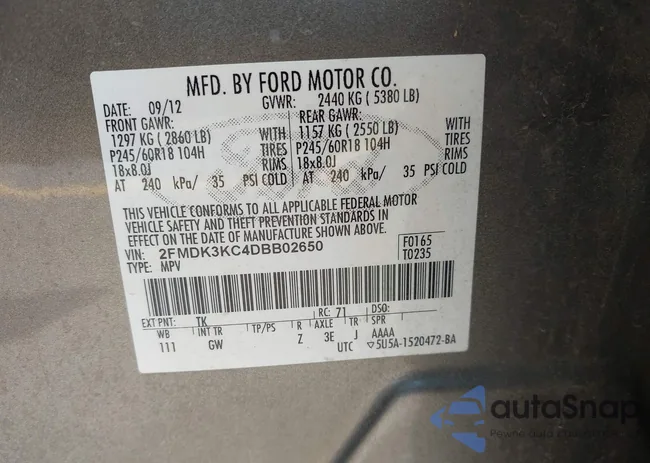 MFD. BY FORD MOTOR CO.
DATE: 09/12 GVWR: 2440 KG ( 5380 LB)
FRONT GAWR: REAR GAWR:
1297 KG ( 2860 LB) WITH 1157 KG ( 2550 LB) WITH
P245/60R18 104H TIRES P245/60R18 104H TIRES
18x8.0J RIMS 18x8.0J RIMS
AT 240 kPa/ 35 PSI COLD AT 240 kPa/ 35 PSI COLD
Ford
THIS VEHICLE CONFORMS TO ALL APPLICABLE FEDERAL MOTOR
VEHICLE SAFETY AND THEFT PREVENTION STANDARDS IN
EFFECT ON THE DATE OF MANUFACTURE SHOWN ABOVE.
VIN: 2FMDK3KC4DBB02650 F0165
TYPE: MPV T0235
EXT PNT: TK RC: 71 DSO:
WB INT TR TP/PS R AXLE TR SPR
111 GW Z 3E J AAAA
UTC ▽5U5A-1520472-BA
autaSnap